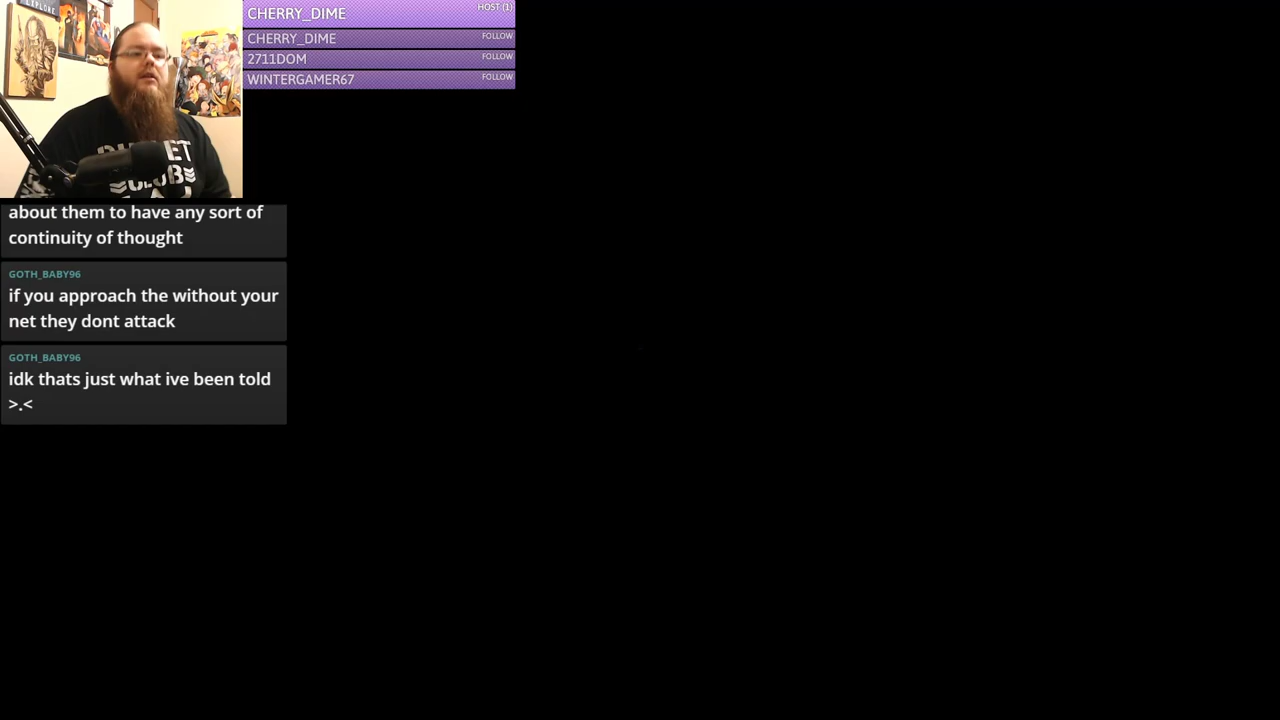 EXPLORE
CHERRY_DIME HOST (1)
CHERRY_DIME FOLLOW
2711DOM FOLLOW
WINTERGAMER67 FOLLOW
about them to have any sort of
continuity of thought
GOTH_BABY96
if you approach the without your
net they dont attack
GOTH_BABY96
idk thats just what ive been told
>.<